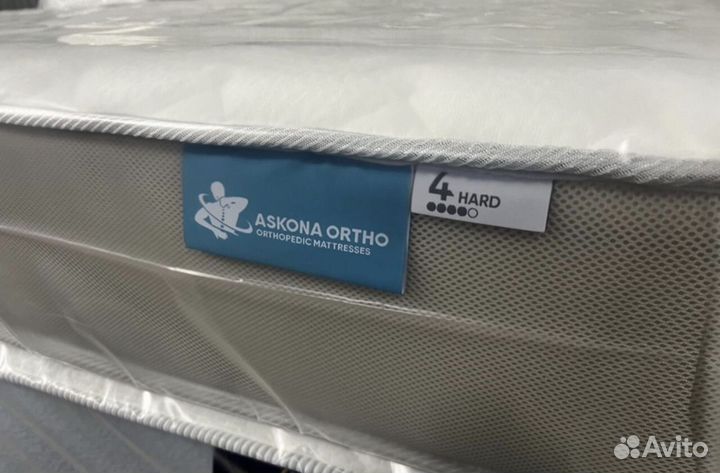 ASKONA ORTHO
ORTHOPEDIC MATTRESSES
4 HARD
Avito